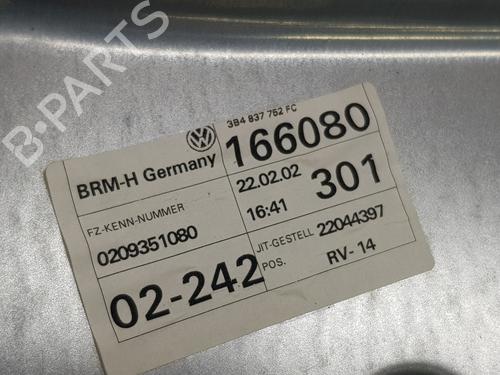 B-PARTS
3B4 837 752 FC
BRM-H Germany
166080
22.02.02
301
16:41
FZ-KENN-NUMMER
0209351080
JIT-GESTELL 22044397
POS. RV-14
02-242